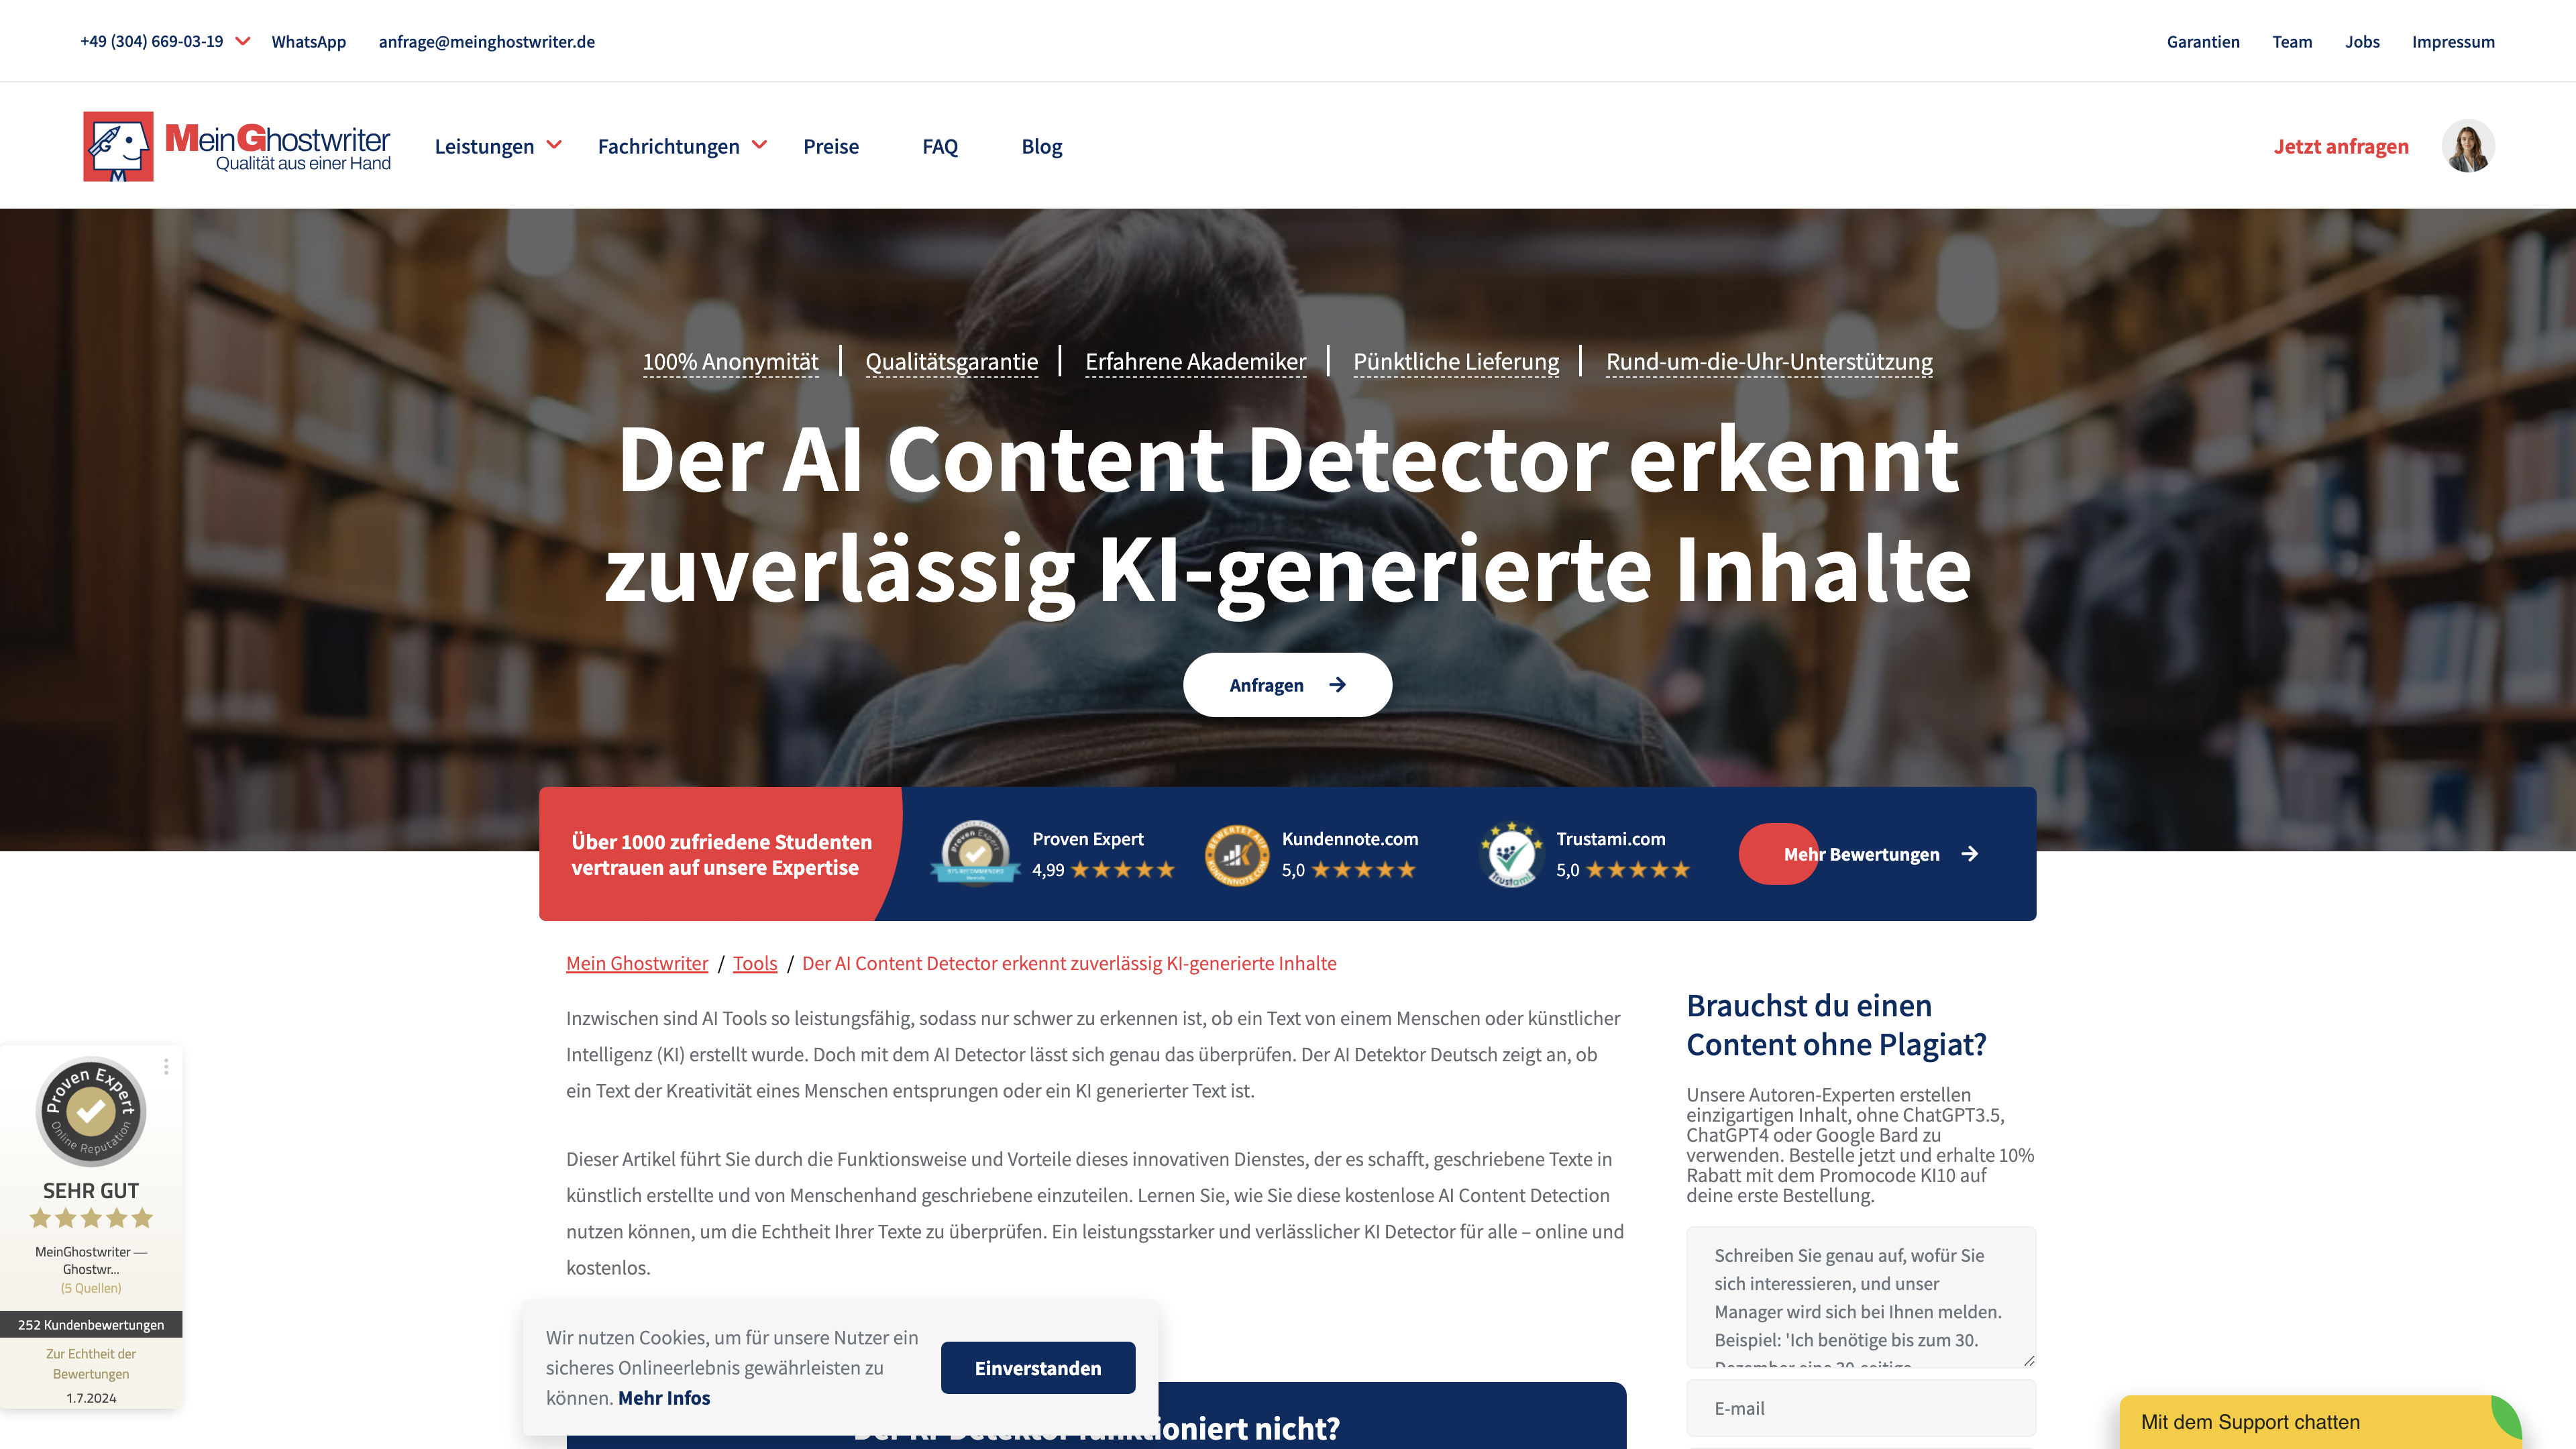 +49 (304) 669-03-19 WhatsApp anfrage@meinghostwriter.de
Garantien Team Jobs Impressum
MeinGhostwriter
Qualität aus einer Hand
Leistungen Fachrichtungen Preise FAQ Blog
Jetzt anfragen
100% Anonymität | Qualitätsgarantie | Erfahrene Akademiker | Pünktliche Lieferung | Rund-um-die-Uhr-Unterstützung
Der AI Content Detector erkennt
zuverlässig KI-generierte Inhalte
Anfragen
Über 1000 zufriedene Studenten
vertrauen auf unsere Expertise
Proven Expert
4,99
Kundennote.com
5,0
Trustami.com
5,0
Mehr Bewertungen
Mein Ghostwriter / Tools / Der AI Content Detector erkennt zuverlässig KI-generierte Inhalte
Inzwischen sind AI Tools so leistungsfähig, sodass nur schwer zu erkennen ist, ob ein Text von einem Menschen oder künstlicher
Intelligenz (KI) erstellt wurde. Doch mit dem AI Detector lässt sich genau das überprüfen. Der AI Detektor Deutsch zeigt an, ob
ein Text der Kreativität eines Menschen entsprungen oder ein KI generierter Text ist.
Dieser Artikel führt Sie durch die Funktionsweise und Vorteile dieses innovativen Dienstes, der es schafft, geschriebene Texte in
künstlich erstellte und von Menschenhand geschriebene einzuteilen. Lernen Sie, wie Sie diese kostenlose AI Content Detection
nutzen können, um die Echtheit Ihrer Texte zu überprüfen. Ein leistungsstarker und verlässlicher KI Detector für alle – online und
kostenlos.
Brauchst du einen
Content ohne Plagiat?
Unsere Autoren-Experten erstellen
einzigartigen Inhalt, ohne ChatGPT3.5,
ChatGPT4 oder Google Bard zu
verwenden. Bestelle jetzt und erhalte 10%
Rabatt mit dem Promocode KI10 auf
deine erste Bestellung.
Schreiben Sie genau auf, wofür Sie
sich interessieren, und unser
Manager wird sich bei Ihnen melden.
Beispiel: 'Ich benötige bis zum 30.
E-mail
Proven Expert
Online Reputation
SEHR GUT
MeinGhostwriter —
Ghostwr...
(5 Quellen)
252 Kundenbewertungen
Zur Echtheit der
Bewertungen
1.7.2024
Wir nutzen Cookies, um für unsere Nutzer ein
sicheres Onlineerlebnis gewährleisten zu
können. Mehr Infos
Einverstanden
nicht?
Mit dem Support chatten